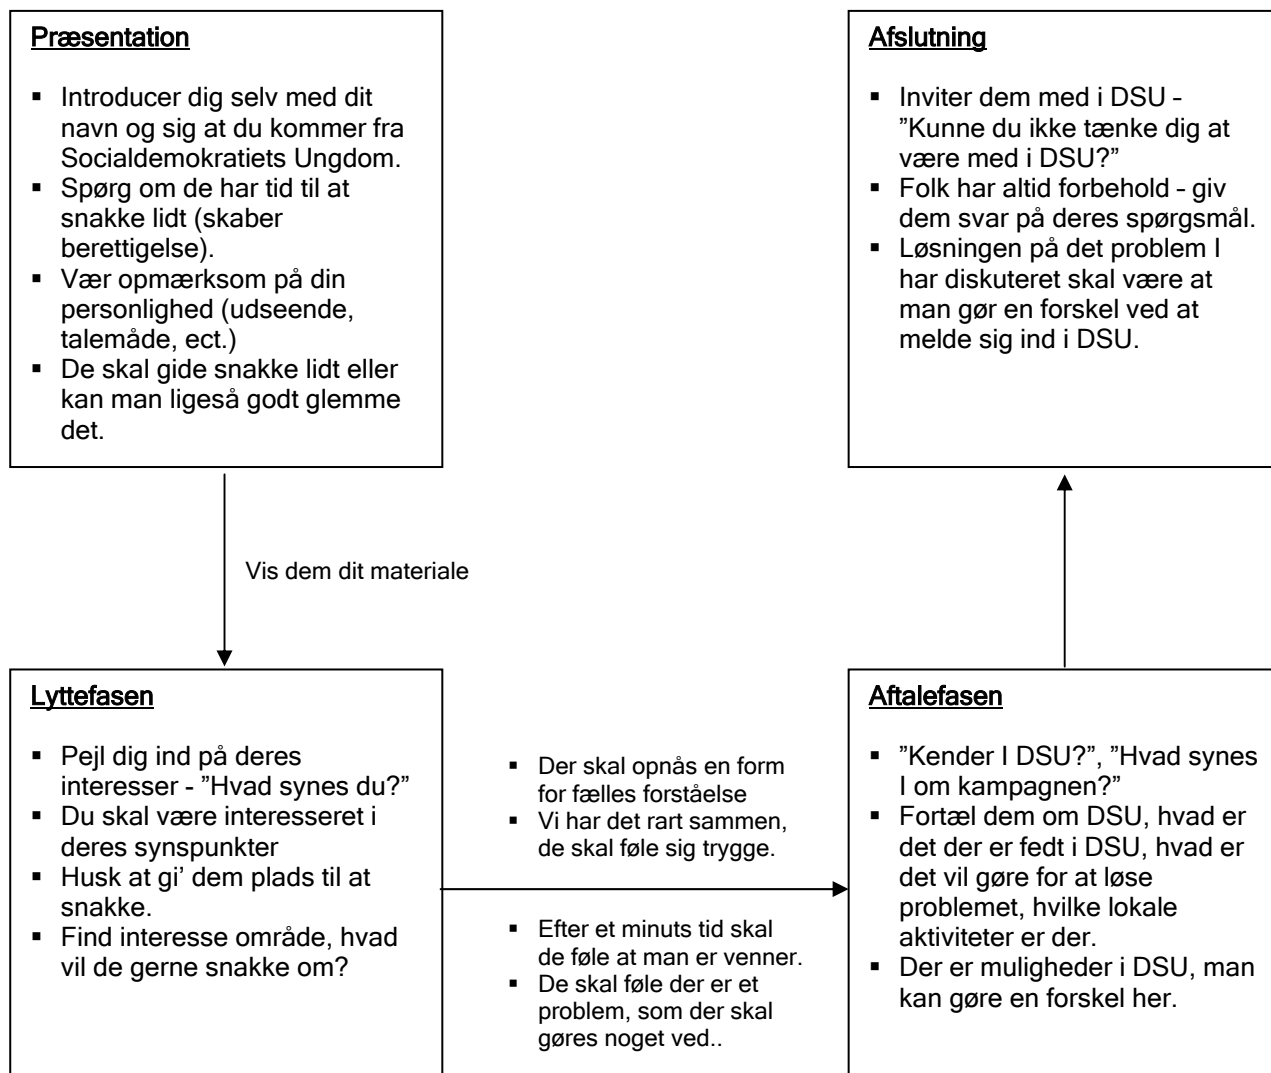 Præsentation
▪ Introducer dig selv med dit
navn og sig at du kommer fra
Socialdemokratiets Ungdom.
▪ Spørg om de har tid til at
snakke lidt (skaber
berettigelse).
▪ Vær opmærksom på din
personlighed (udseende,
talemåde, ect.)
▪ De skal gide snakke lidt eller
kan man ligeså godt glemme
det.
Vis dem dit materiale
Lyttefasen
▪ Pejl dig ind på deres
interesser - ”Hvad synes du?”
▪ Du skal være interesseret i
deres synspunkter
▪ Husk at gi’ dem plads til at
snakke.
▪ Find interesse område, hvad
vil de gerne snakke om?
▪ Der skal opnås en form
for fælles forståelse
▪ Vi har det rart sammen,
de skal føle sig trygge.
▪ Efter et minuts tid skal
de føle at man er venner.
▪ De skal føle der er et
problem, som der skal
gøres noget ved..
Aftalefasen
▪ ”Kender I DSU?”, ”Hvad synes
I om kampagnen?”
▪ Fortæl dem om DSU, hvad er
det der er fedt i DSU, hvad er
det vil gøre for at løse
problemet, hvilke lokale
aktiviteter er der.
▪ Der er muligheder i DSU, man
kan gøre en forskel her.
Afslutning
▪ Inviter dem med i DSU –
”Kunne du ikke tænke dig at
være med i DSU?”
▪ Folk har altid forbehold – giv
dem svar på deres spørgsmål.
▪ Løsningen på det problem I
har diskuteret skal være at
man gør en forskel ved at
melde sig ind i DSU.